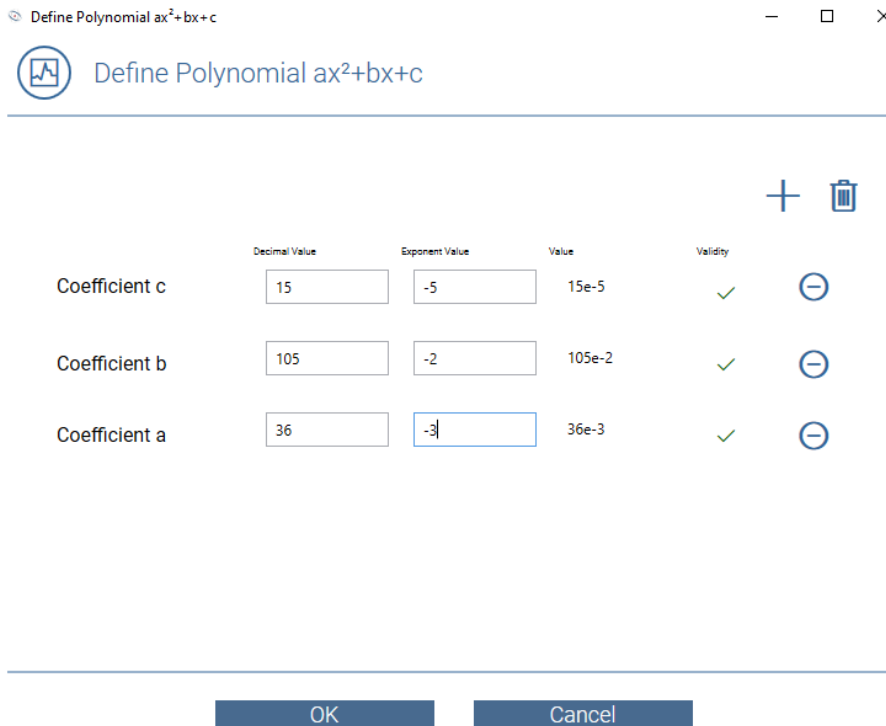 Define Polynomial ax²+bx+c
Define Polynomial ax²+bx+c
Decimal Value Exponent Value Value Validity
Coefficient c 15 -5 15e-5
Coefficient b 105 -2 105e-2
Coefficient a 36 -3 36e-3
OK Cancel